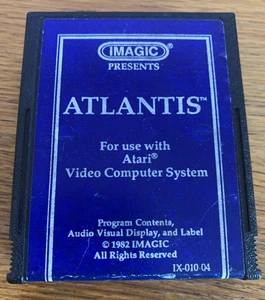 IMAGIC®
PRESENTS
ATLANTIS™
For use with
Atari®
Video Computer System
Program Contents,
Audio Visual Display, and Label
© 1982 IMAGIC
All Rights Reserved
IX-010 04